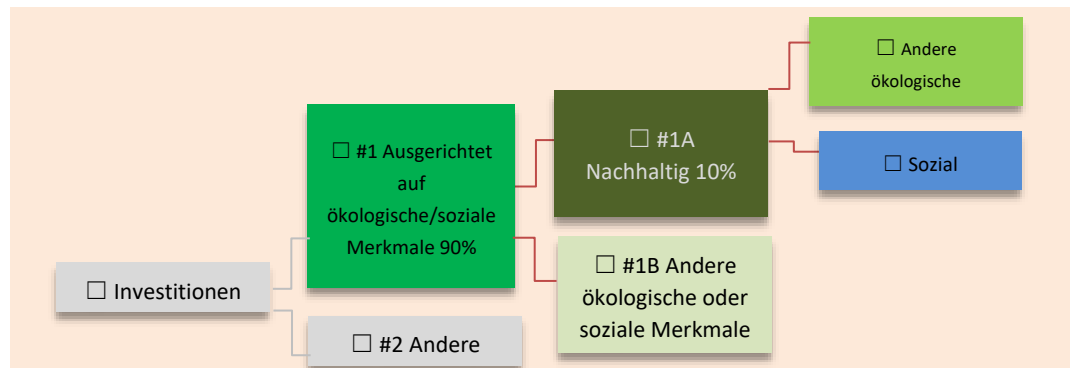 ☐ Andere
ökologische
☐ #1A
Nachhaltig 10%
☐ Sozial
☐ #1 Ausgerichtet
auf
ökologische/soziale
Merkmale 90%
☐ #1B Andere
ökologische oder
soziale Merkmale
☐ Investitionen
☐ #2 Andere